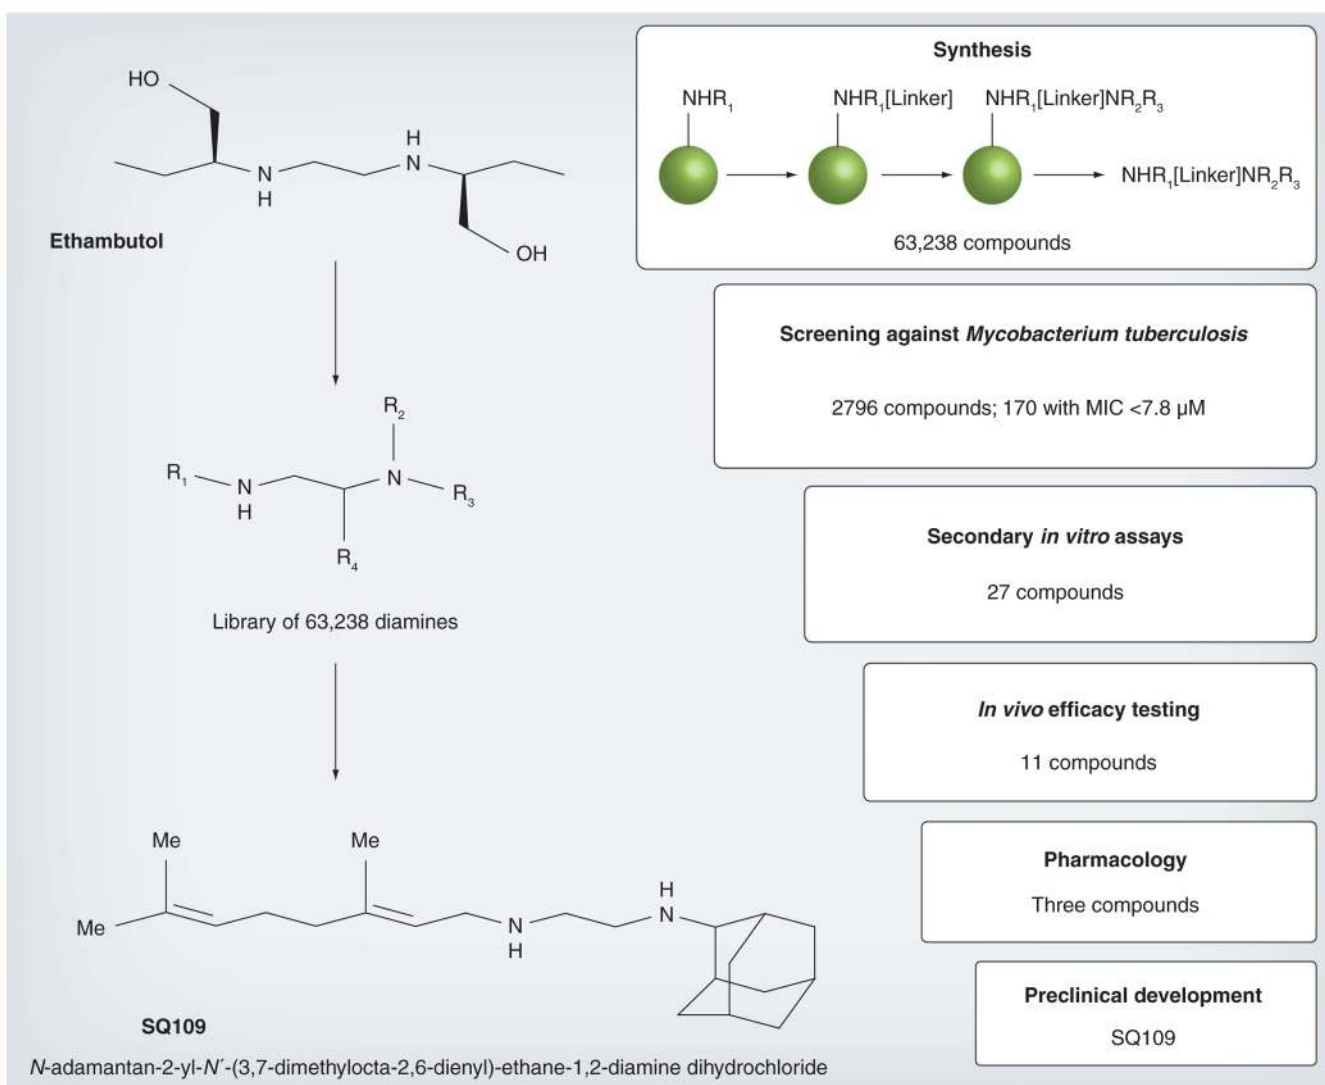 HO
H
N
N
H
OH
Ethambutol
R₂
R₁
N
H
N
R₃
R₄
Library of 63,238 diamines
Me
Me
Me
N
H
H
N
SQ109
N-adamantan-2-yl-N´-(3,7-dimethylocta-2,6-dienyl)-ethane-1,2-diamine dihydrochloride
Synthesis
NHR₁
NHR₁[Linker]
NHR₁[Linker]NR₂R₃
NHR₁[Linker]NR₂R₃
63,238 compounds
Screening against Mycobacterium tuberculosis
2796 compounds; 170 with MIC <7.8 µM
Secondary in vitro assays
27 compounds
In vivo efficacy testing
11 compounds
Pharmacology
Three compounds
Preclinical development
SQ109